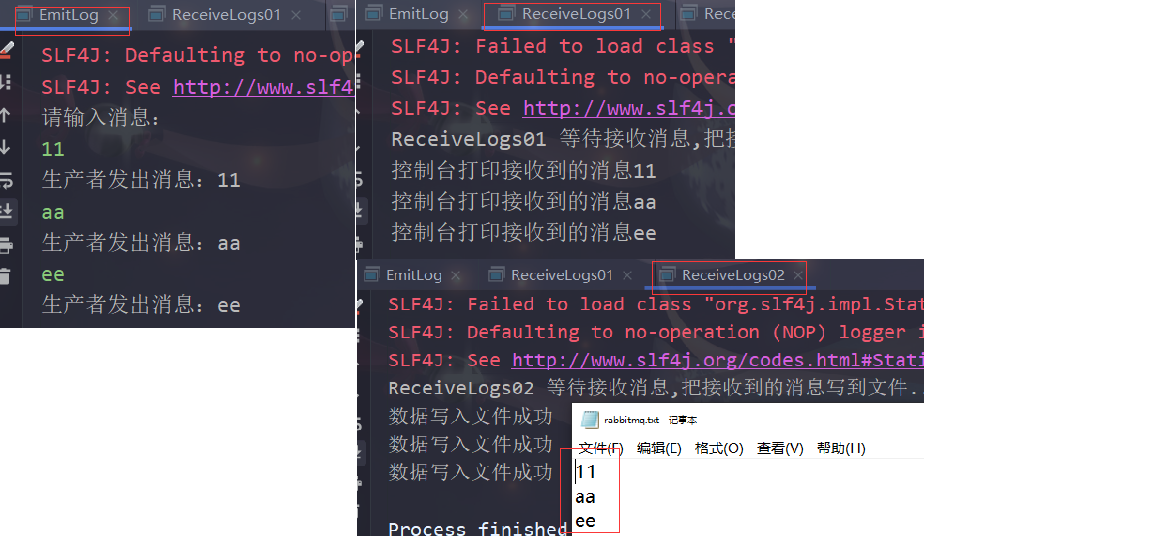 EmitLog × ReceiveLogs01 ×
SLF4J: Defaulting to no-op
SLF4J: See http://www.slf4
请输入消息:
11
生产者发出消息: 11
aa
生产者发出消息: aa
ee
生产者发出消息: ee
EmitLog × ReceiveLogs01 × Rece
SLF4J: Failed to load class "
SLF4J: Defaulting to no-opera
SLF4J: See http://www.slf4j.o
ReceiveLogs01 等待接收消息,把接
控制台打印接收到的消息11
控制台打印接收到的消息aa
控制台打印接收到的消息ee
EmitLog × ReceiveLogs01 × ReceiveLogs02 ×
SLF4J: Failed to load class "org.slf4j.impl.Stat
SLF4J: Defaulting to no-operation (NOP) logger i
SLF4J: See http://www.slf4j.org/codes.html#Stati
ReceiveLogs02 等待接收消息,把接收到的消息写到文件..
数据写入文件成功
数据写入文件成功
数据写入文件成功
Process finished
rabbitmq.txt 记事本
文件(F) 编辑(E) 格式(O) 查看(V) 帮助(H)
11
aa
ee